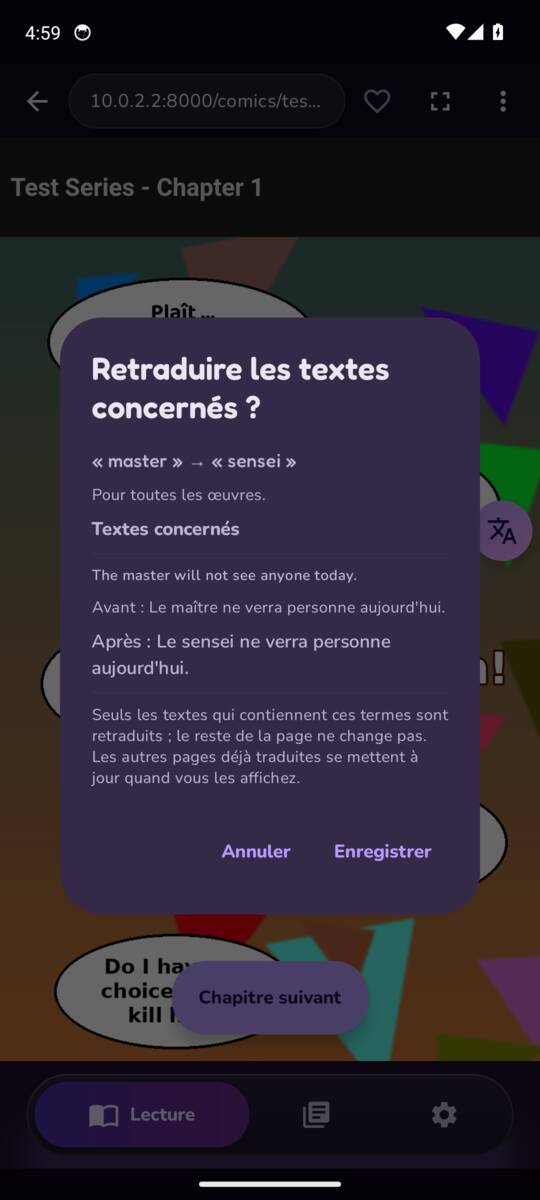 4:59
10.0.2.2:8000/comics/tes...
Test Series - Chapter 1
Plaît ...
Retraduire les textes
concernés ?
« master » → « sensei »
Pour toutes les œuvres.
Textes concernés
The master will not see anyone today.
Avant : Le maître ne verra personne aujourd'hui.
Après : Le sensei ne verra personne
aujourd'hui.
Seuls les textes qui contiennent ces termes sont
retraduits ; le reste de la page ne change pas.
Les autres pages déjà traduites se mettent à
jour quand vous les affichez.
Annuler Enregistrer
Do I
choice
kill
Chapitre suivant
Lecture